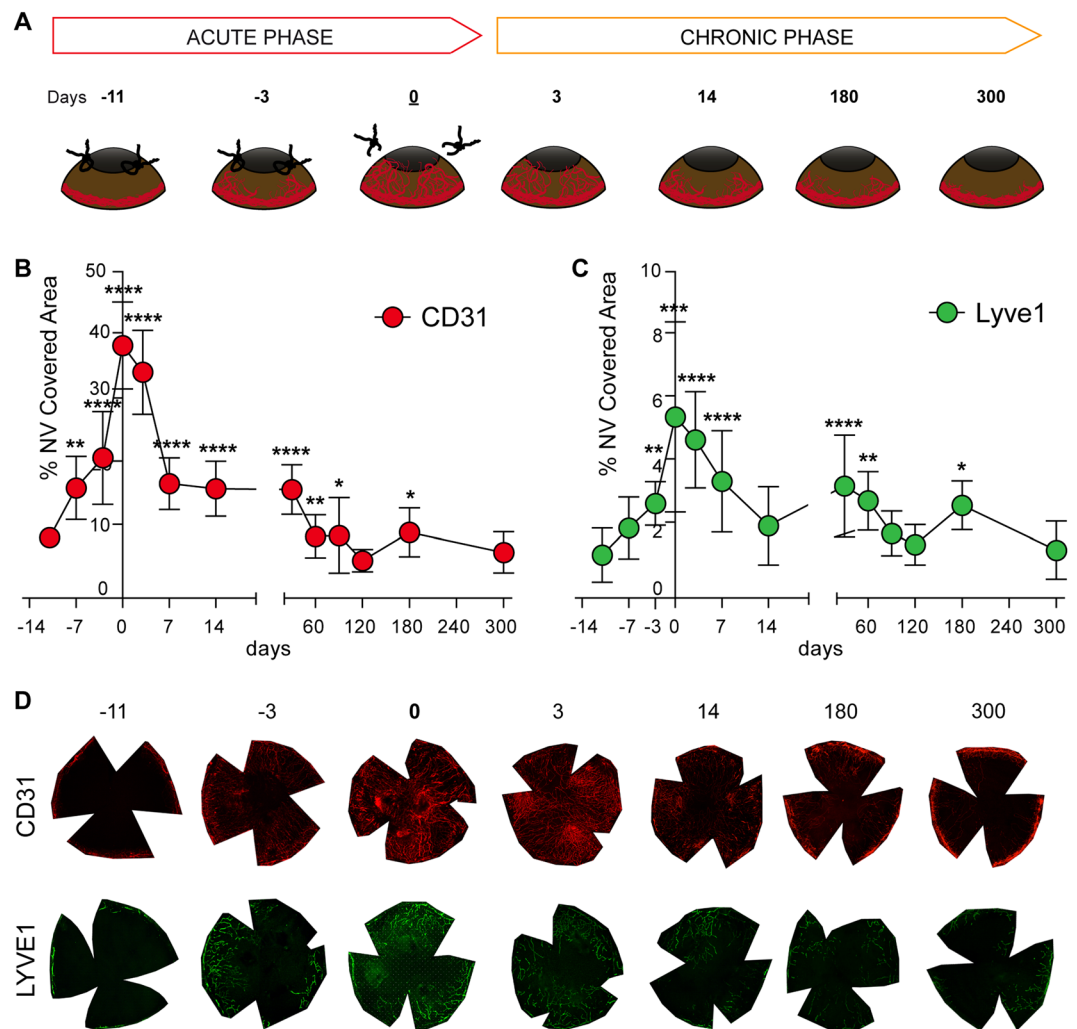 A
ACUTE PHASE
CHRONIC PHASE
Days -11 -3 0 3 14 180 300
B
% NV Covered Area
50
40
30
10
0
**
****
****
****
****
****
****
**
*
*
CD31
-14 -7 0 7 14 60 120 180 240 300
days
C
% NV Covered Area
10
8
6
4
2
0
**
***
****
****
****
**
*
Lyve1
-14 -7 -3 0 7 14 60 120 180 240 300
days
D
-11 -3 0 3 14 180 300
CD31
LYVE1